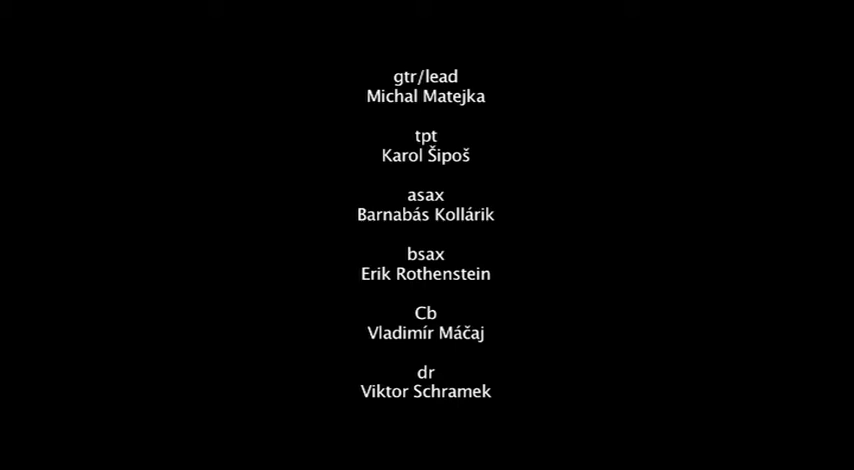 gtr/lead
Michal Matejka
tpt
Karol Šipoš
asax
Barnabás Kollárik
bsax
Erik Rothenstein
Cb
Vladimír Máčaj
dr
Viktor Schramek